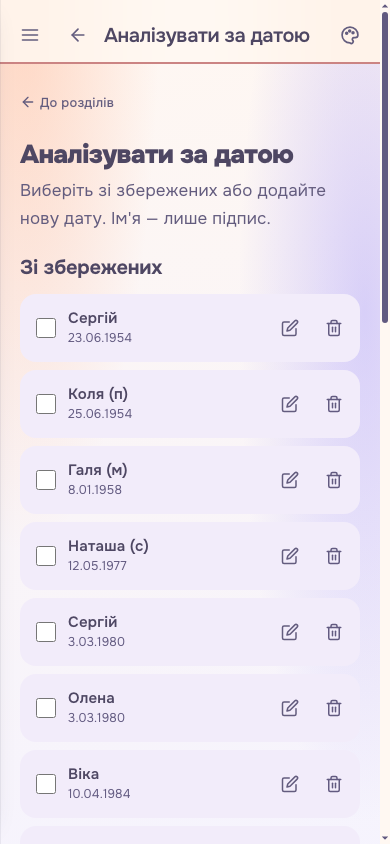 Аналізувати за датою
До розділів
Аналізувати за датою
Виберіть зі збережених або додайте
нову дату. Ім'я — лише підпис.
Зі збережених
Сергій
23.06.1954
Коля (п)
25.06.1954
Галя (м)
8.01.1958
Наташа (с)
12.05.1977
Сергій
3.03.1980
Олена
3.03.1980
Віка
10.04.1984